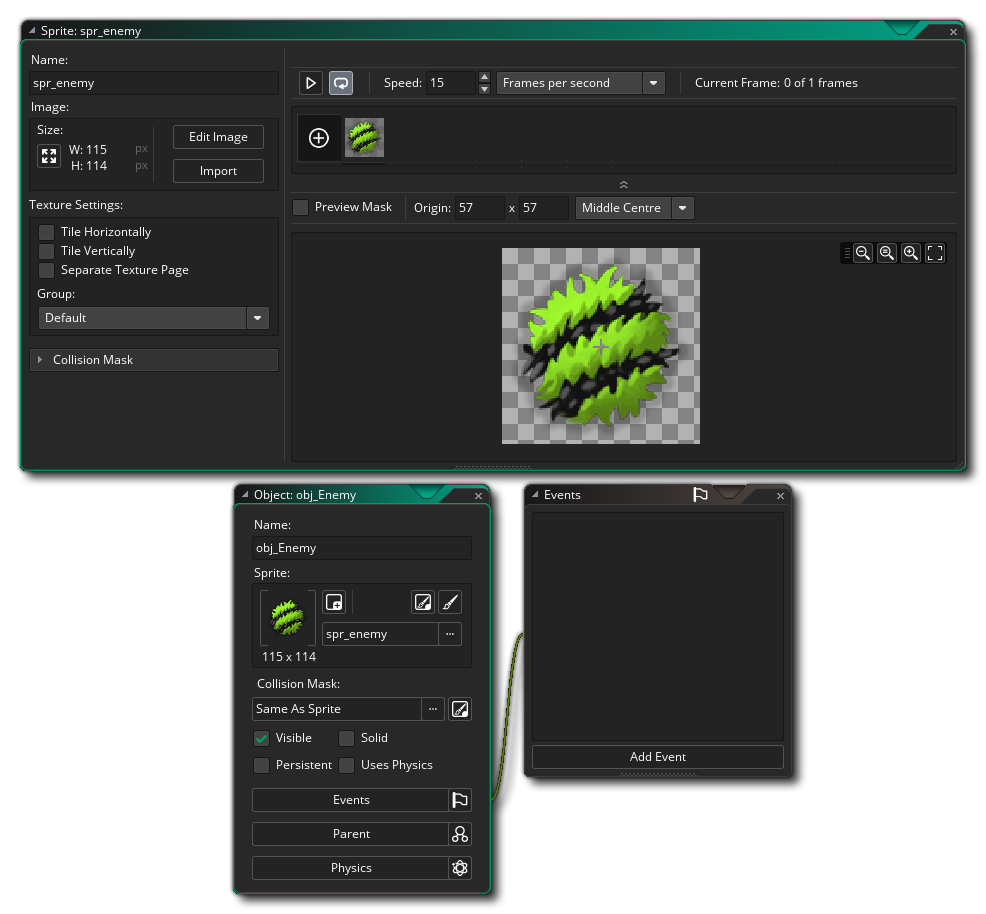 Sprite: spr_enemy
Name:
spr_enemy
Image:
Size:
W: 115 px
H: 114 px
Edit Image
Import
Texture Settings:
Tile Horizontally
Tile Vertically
Separate Texture Page
Group:
Default
Collision Mask
Speed: 15 Frames per second Current Frame: 0 of 1 frames
Preview Mask Origin: 57 x 57 Middle Centre
Object: obj_Enemy
Name:
obj_Enemy
Sprite:
spr_enemy ...
115 x 114
Collision Mask:
Same As Sprite ...
Visible Solid
Persistent Uses Physics
Events
Parent
Physics
Events
Add Event